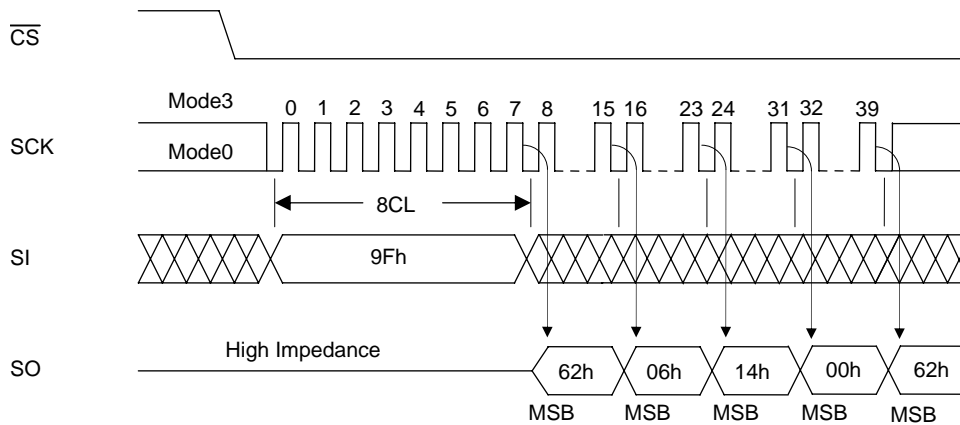 CS
Mode3
0 1 2 3 4 5 6 7 8 15 16 23 24 31 32 39
SCK
Mode0
8CL
SI
9Fh
High Impedance
SO
62h 06h 14h 00h 62h
MSB MSB MSB MSB MSB